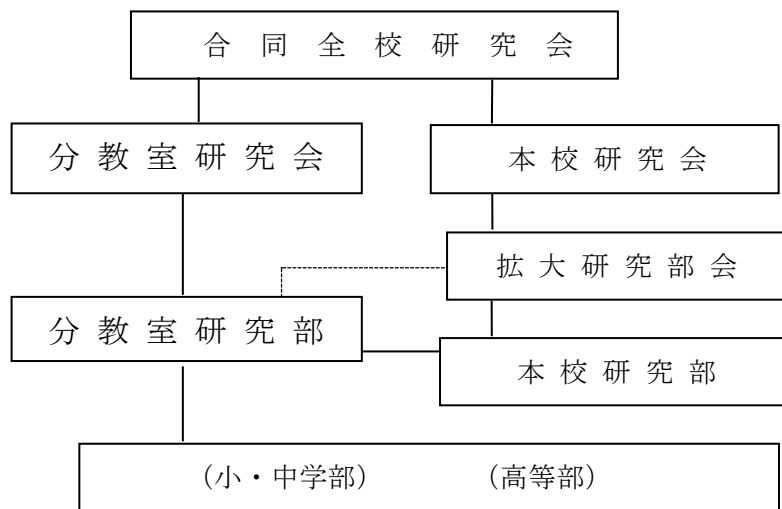 合同全校研究会
分教室研究会
本校研究会
拡大研究部会
分教室研究部
本校研究部
（小・中学部） （高等部）